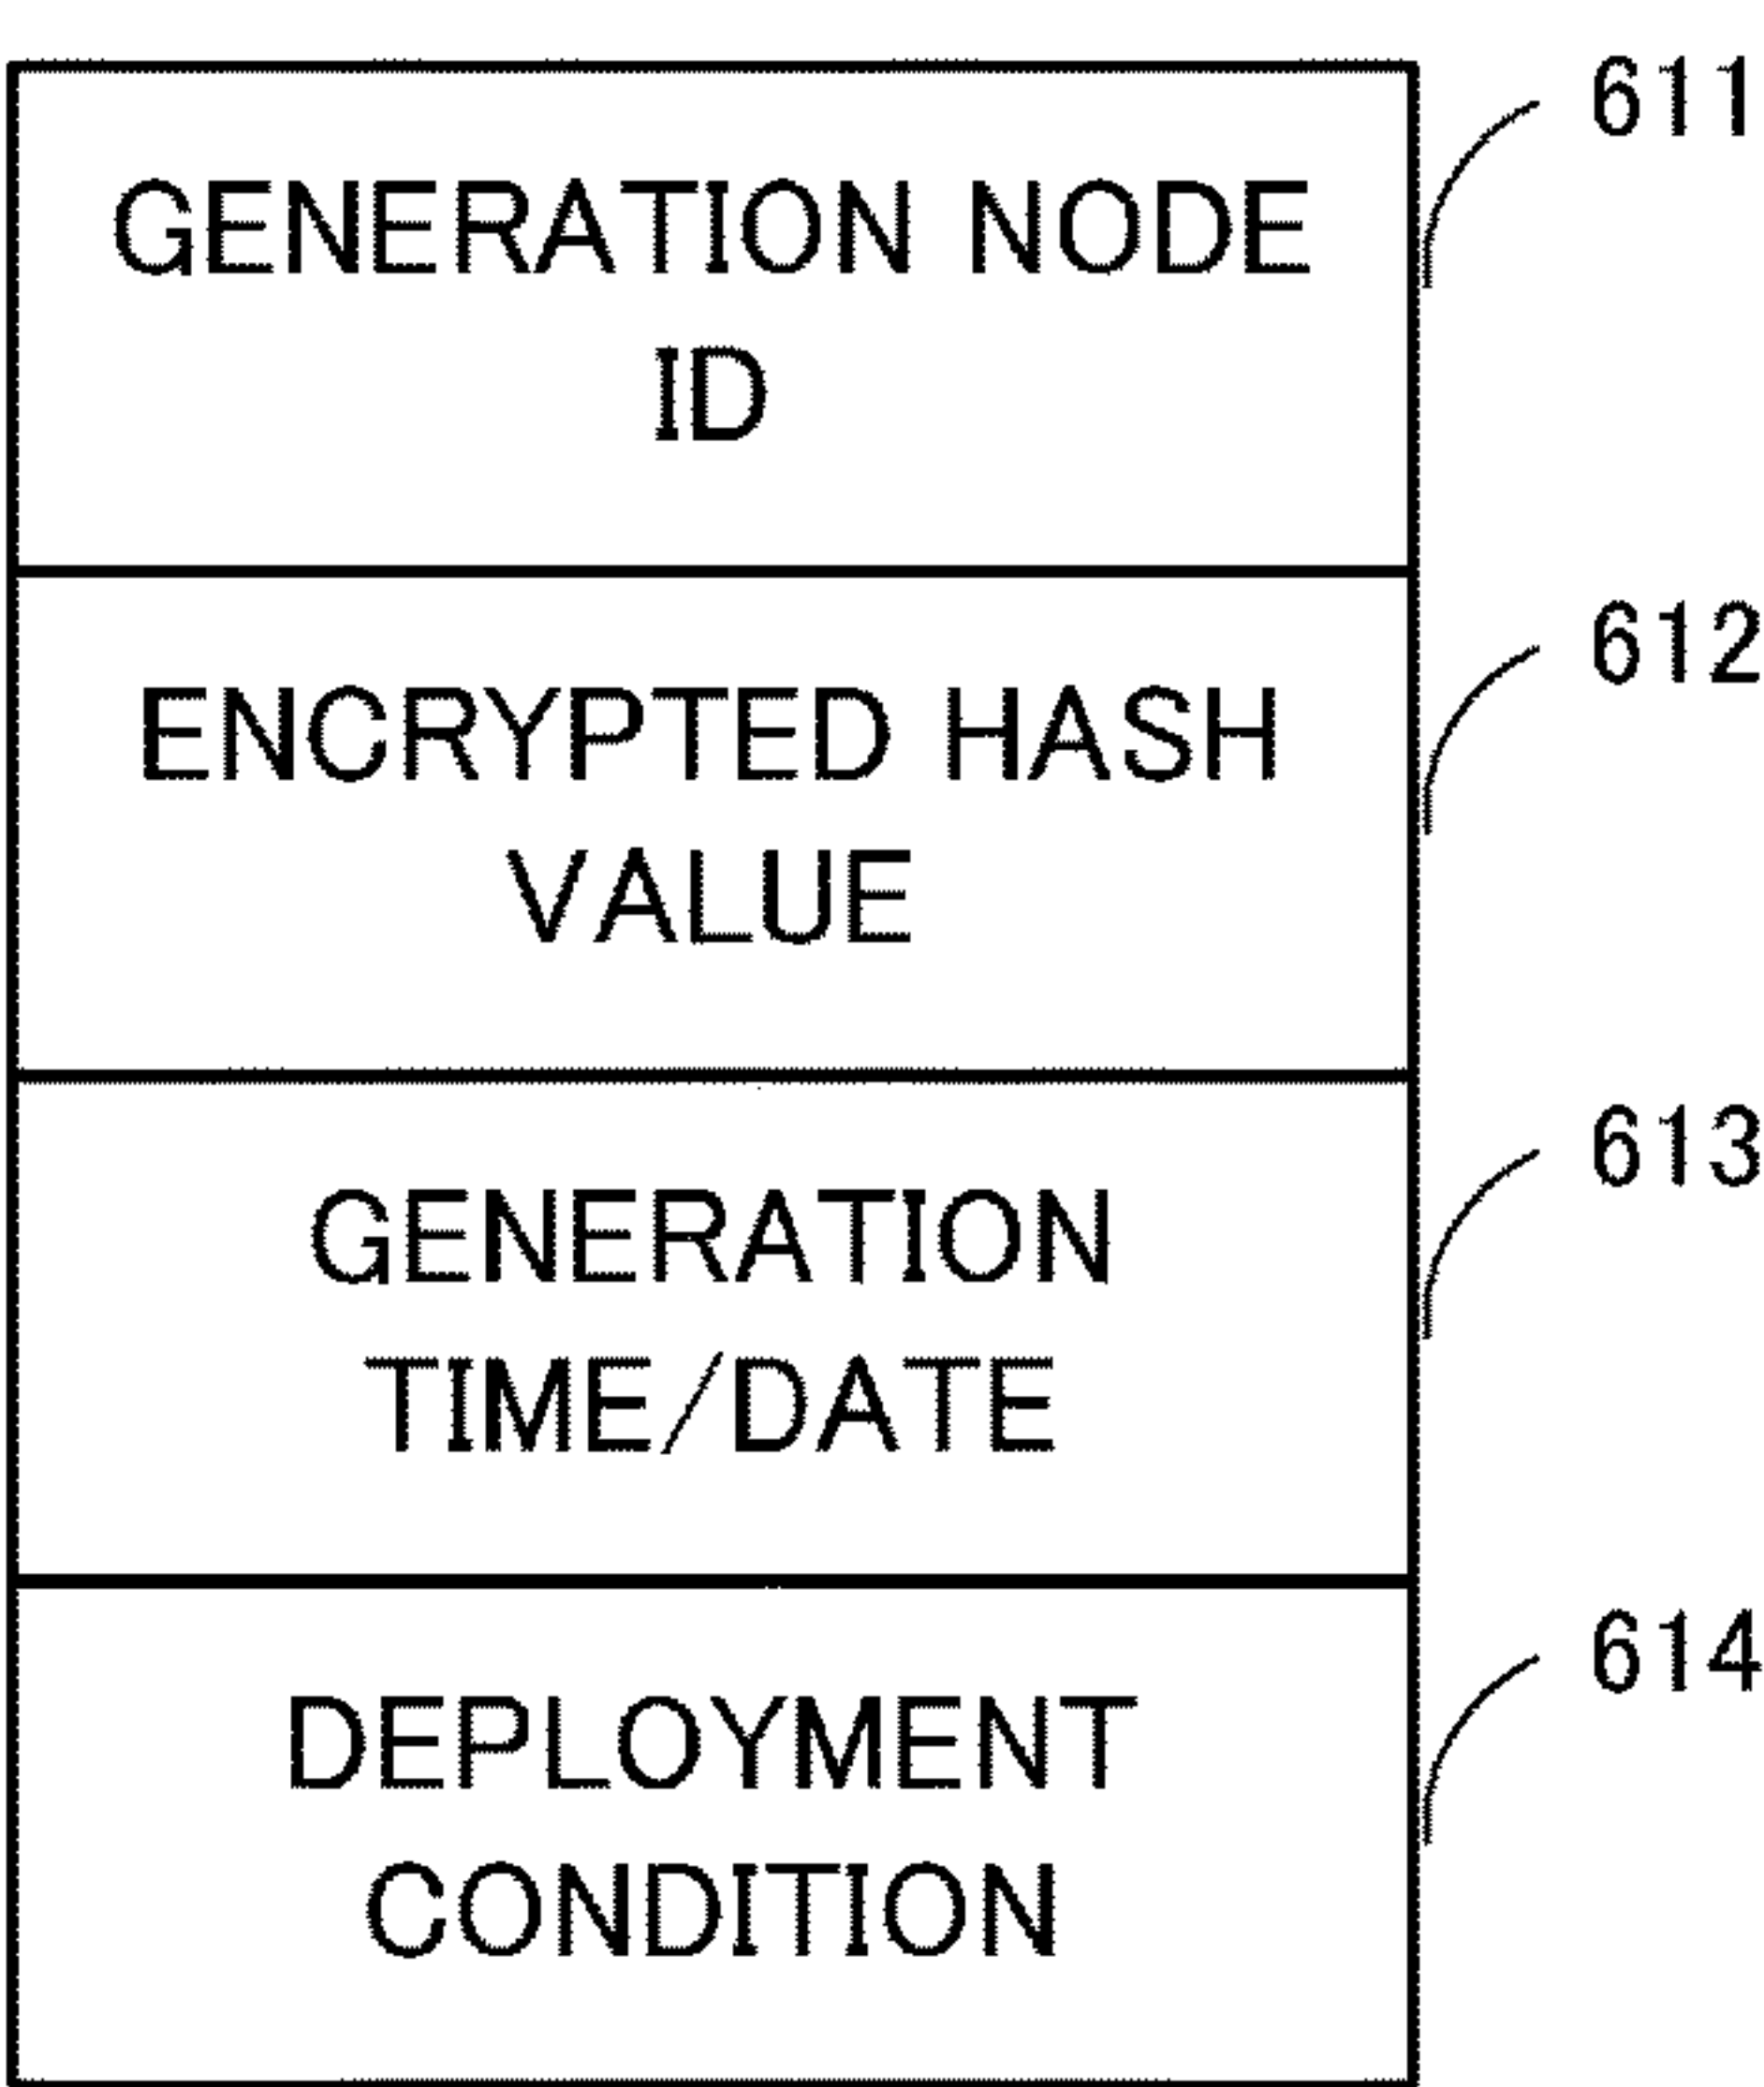 611
GENERATION NODE
ID
612
ENCRYPTED HASH
VALUE
613
GENERATION
TIME/DATE
614
DEPLOYMENT
CONDITION